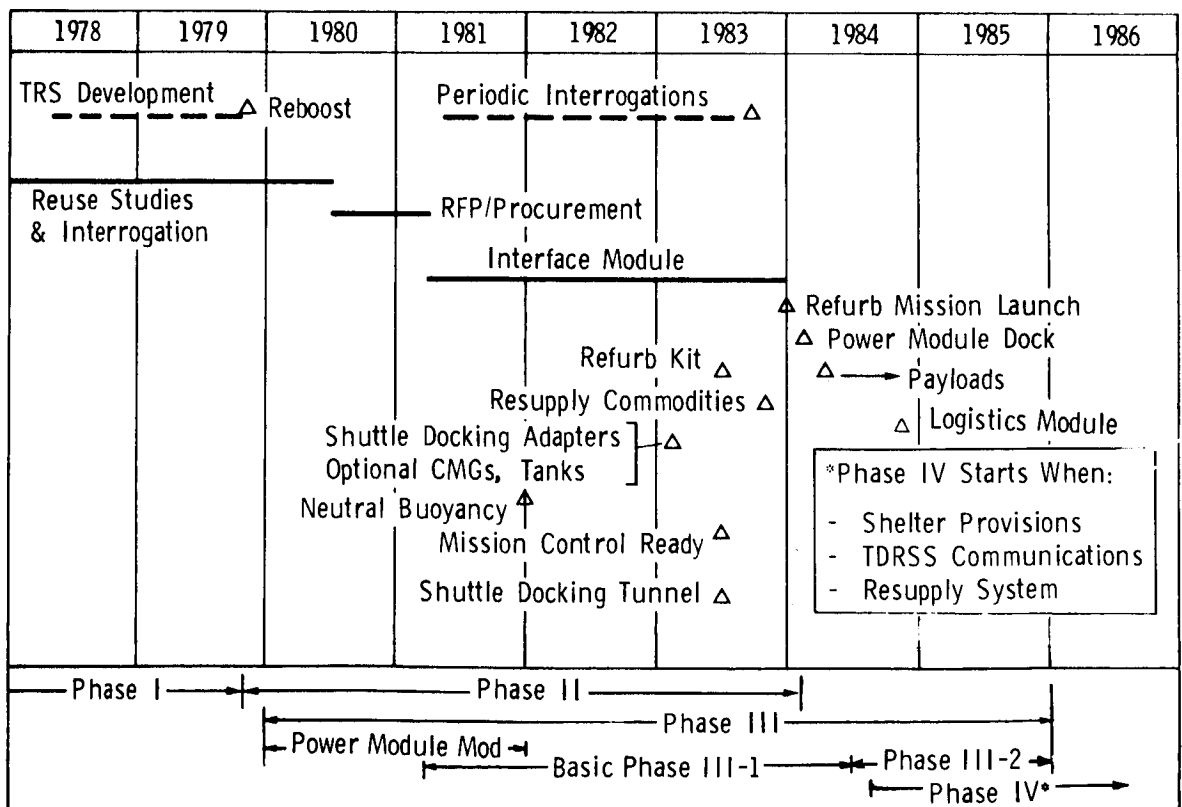 1978 1979 1980 1981 1982 1983 1984 1985 1986
TRS Development
Reboost
Periodic Interrogations
Reuse Studies
& Interrogation
RFP/Procurement
Interface Module
Refurb Mission Launch
Power Module Dock
Refurb Kit
Payloads
Resupply Commodities
Logistics Module
Shuttle Docking Adapters
Optional CMGs, Tanks
Neutral Buoyancy
Mission Control Ready
Shuttle Docking Tunnel
*Phase IV Starts When:
- Shelter Provisions
- TDRSS Communications
- Resupply System
Phase I
Phase II
Phase III
Power Module Mod
Basic Phase III-1
Phase III-2
Phase IV*